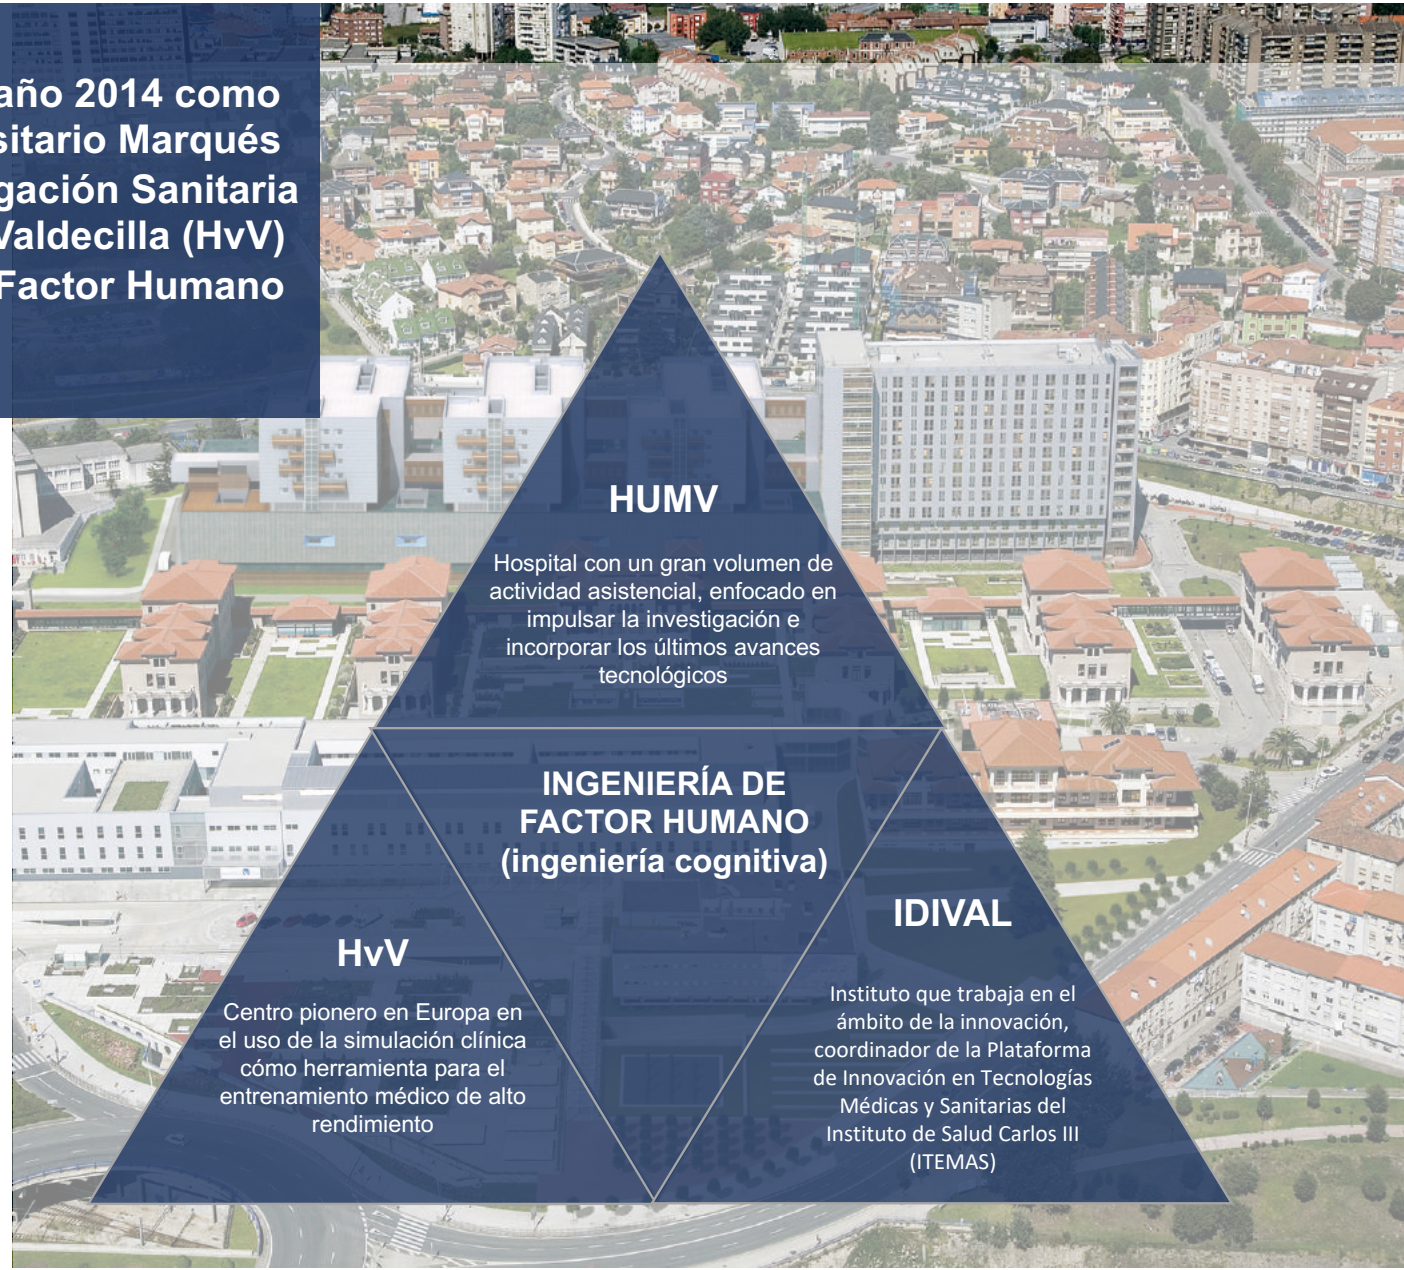 año 2014 como
sitario Marqués
gación Sanitaria
Valdecilla (HvV)
Factor Humano
HUMV
Hospital con un gran volumen de
actividad asistencial, enfocado en
impulsar la investigación e
incorporar los últimos avances
tecnológicos
INGENIERÍA DE
FACTOR HUMANO
(ingeniería cognitiva)
HvV
Centro pionero en Europa en
el uso de la simulación clínica
cómo herramienta para el
entrenamiento médico de alto
rendimiento
IDIVAL
Instituto que trabaja en el
ámbito de la innovación,
coordinador de la Plataforma
de Innovación en Tecnologías
Médicas y Sanitarias del
Instituto de Salud Carlos III
(ITEMAS)